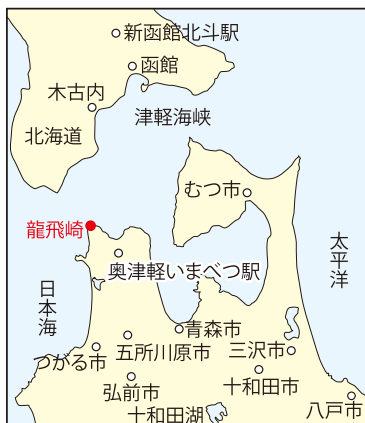 新函館北斗駅
函館
木古内
北海道
津軽海峡
むつ市
龍飛崎
太平洋
奥津軽いまべつ駅
日本海
青森市
つがる市
五所川原市
三沢市
弘前市
十和田市
十和田湖
八戸市